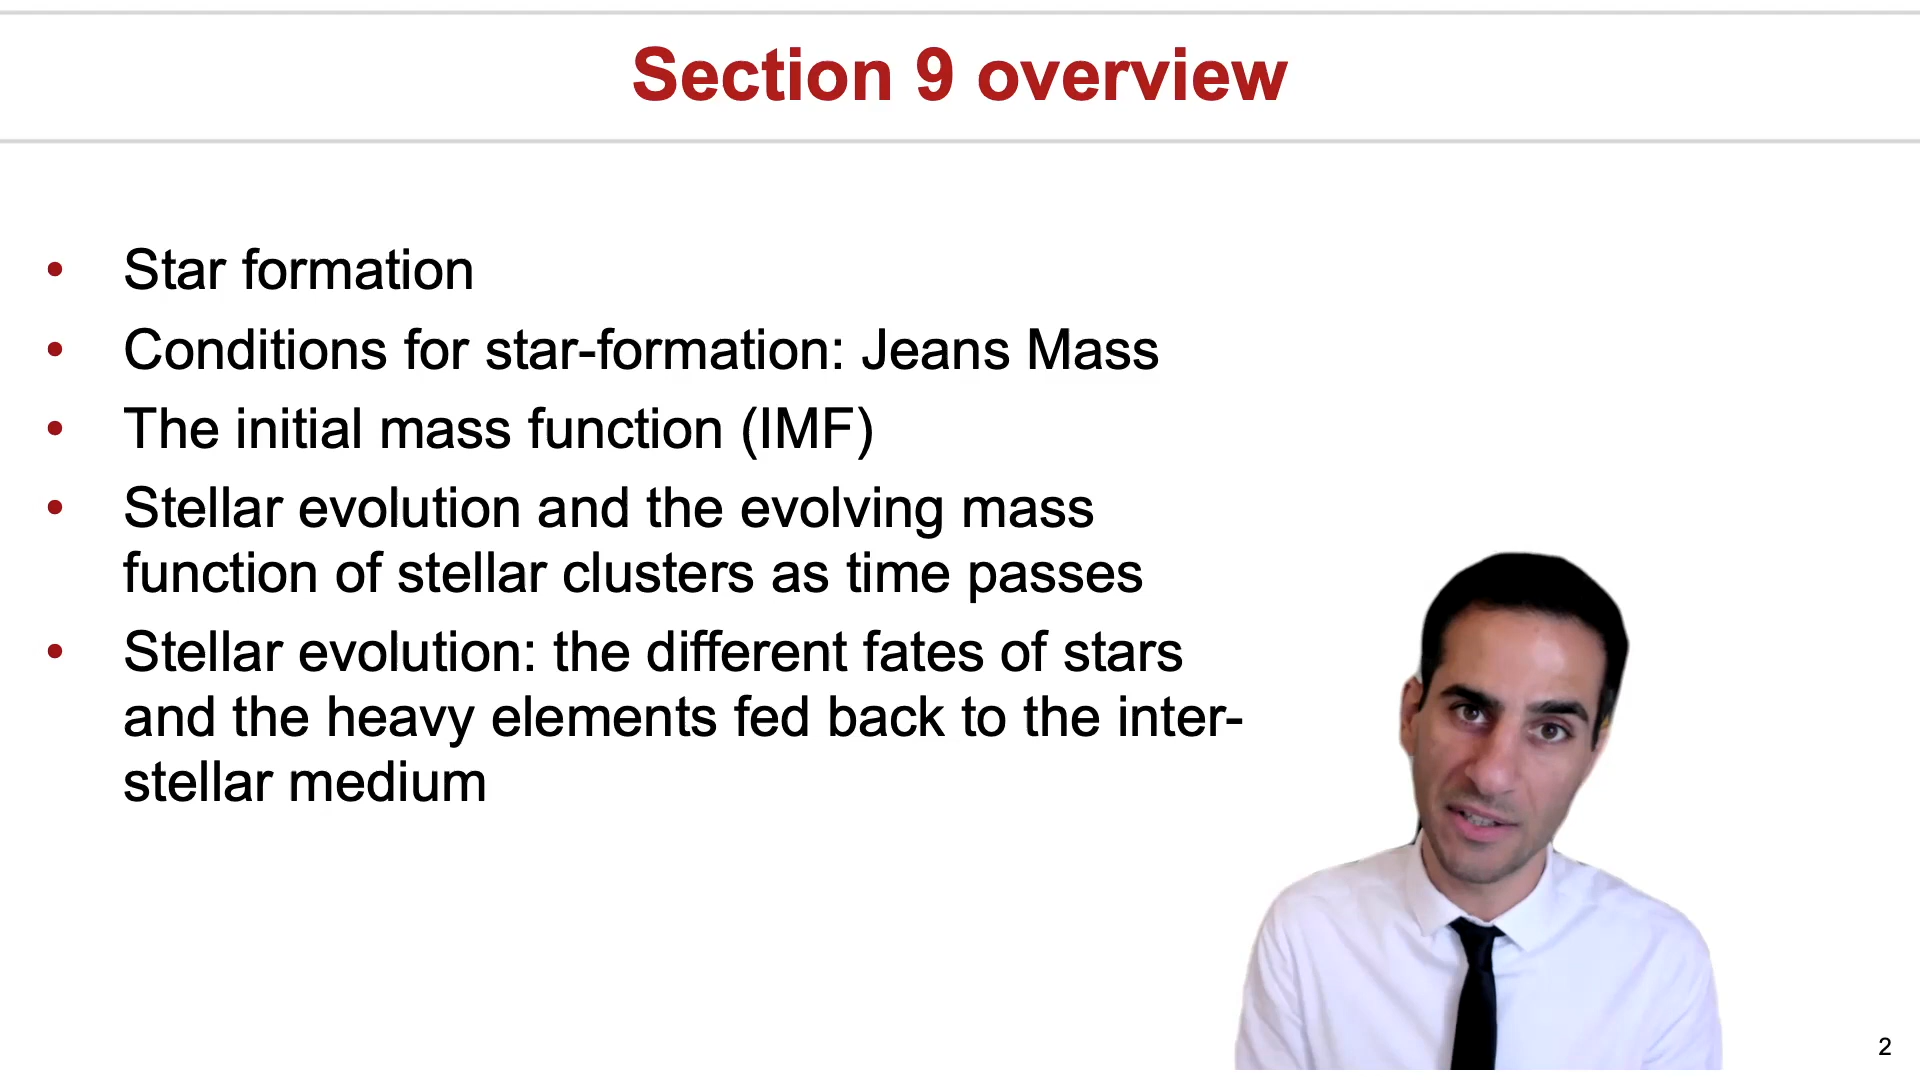 Section 9 overview
• Star formation
• Conditions for star-formation: Jeans Mass
• The initial mass function (IMF)
• Stellar evolution and the evolving mass
function of stellar clusters as time passes
• Stellar evolution: the different fates of stars
and the heavy elements fed back to the inter-
stellar medium
2